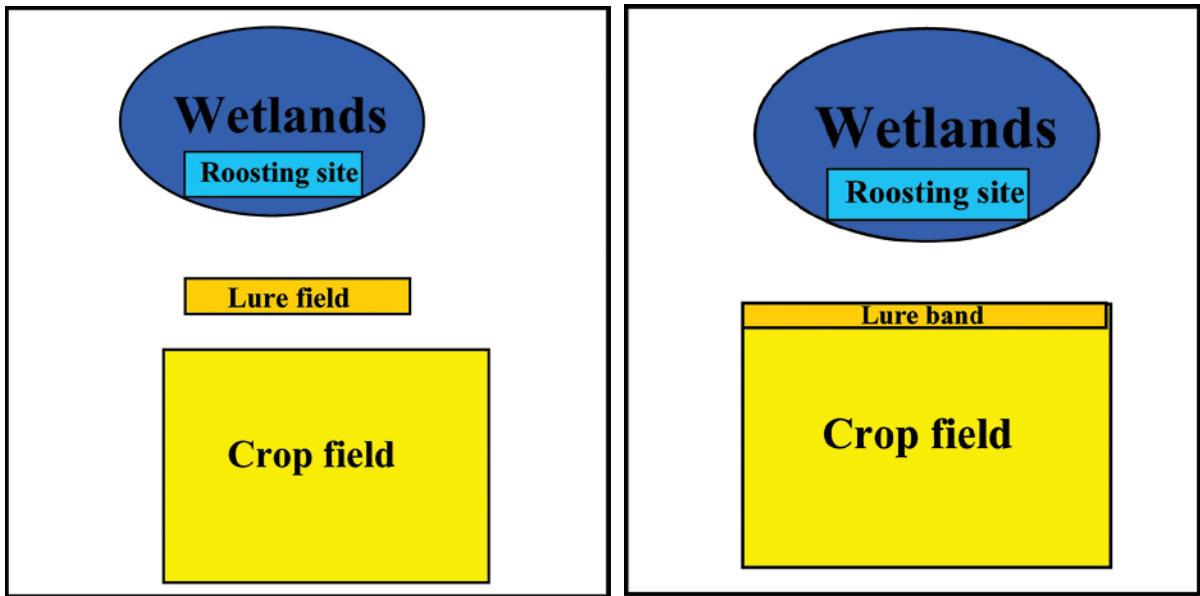 Wetlands
Roosting site
Lure field
Crop field
Wetlands
Roosting site
Lure band
Crop field